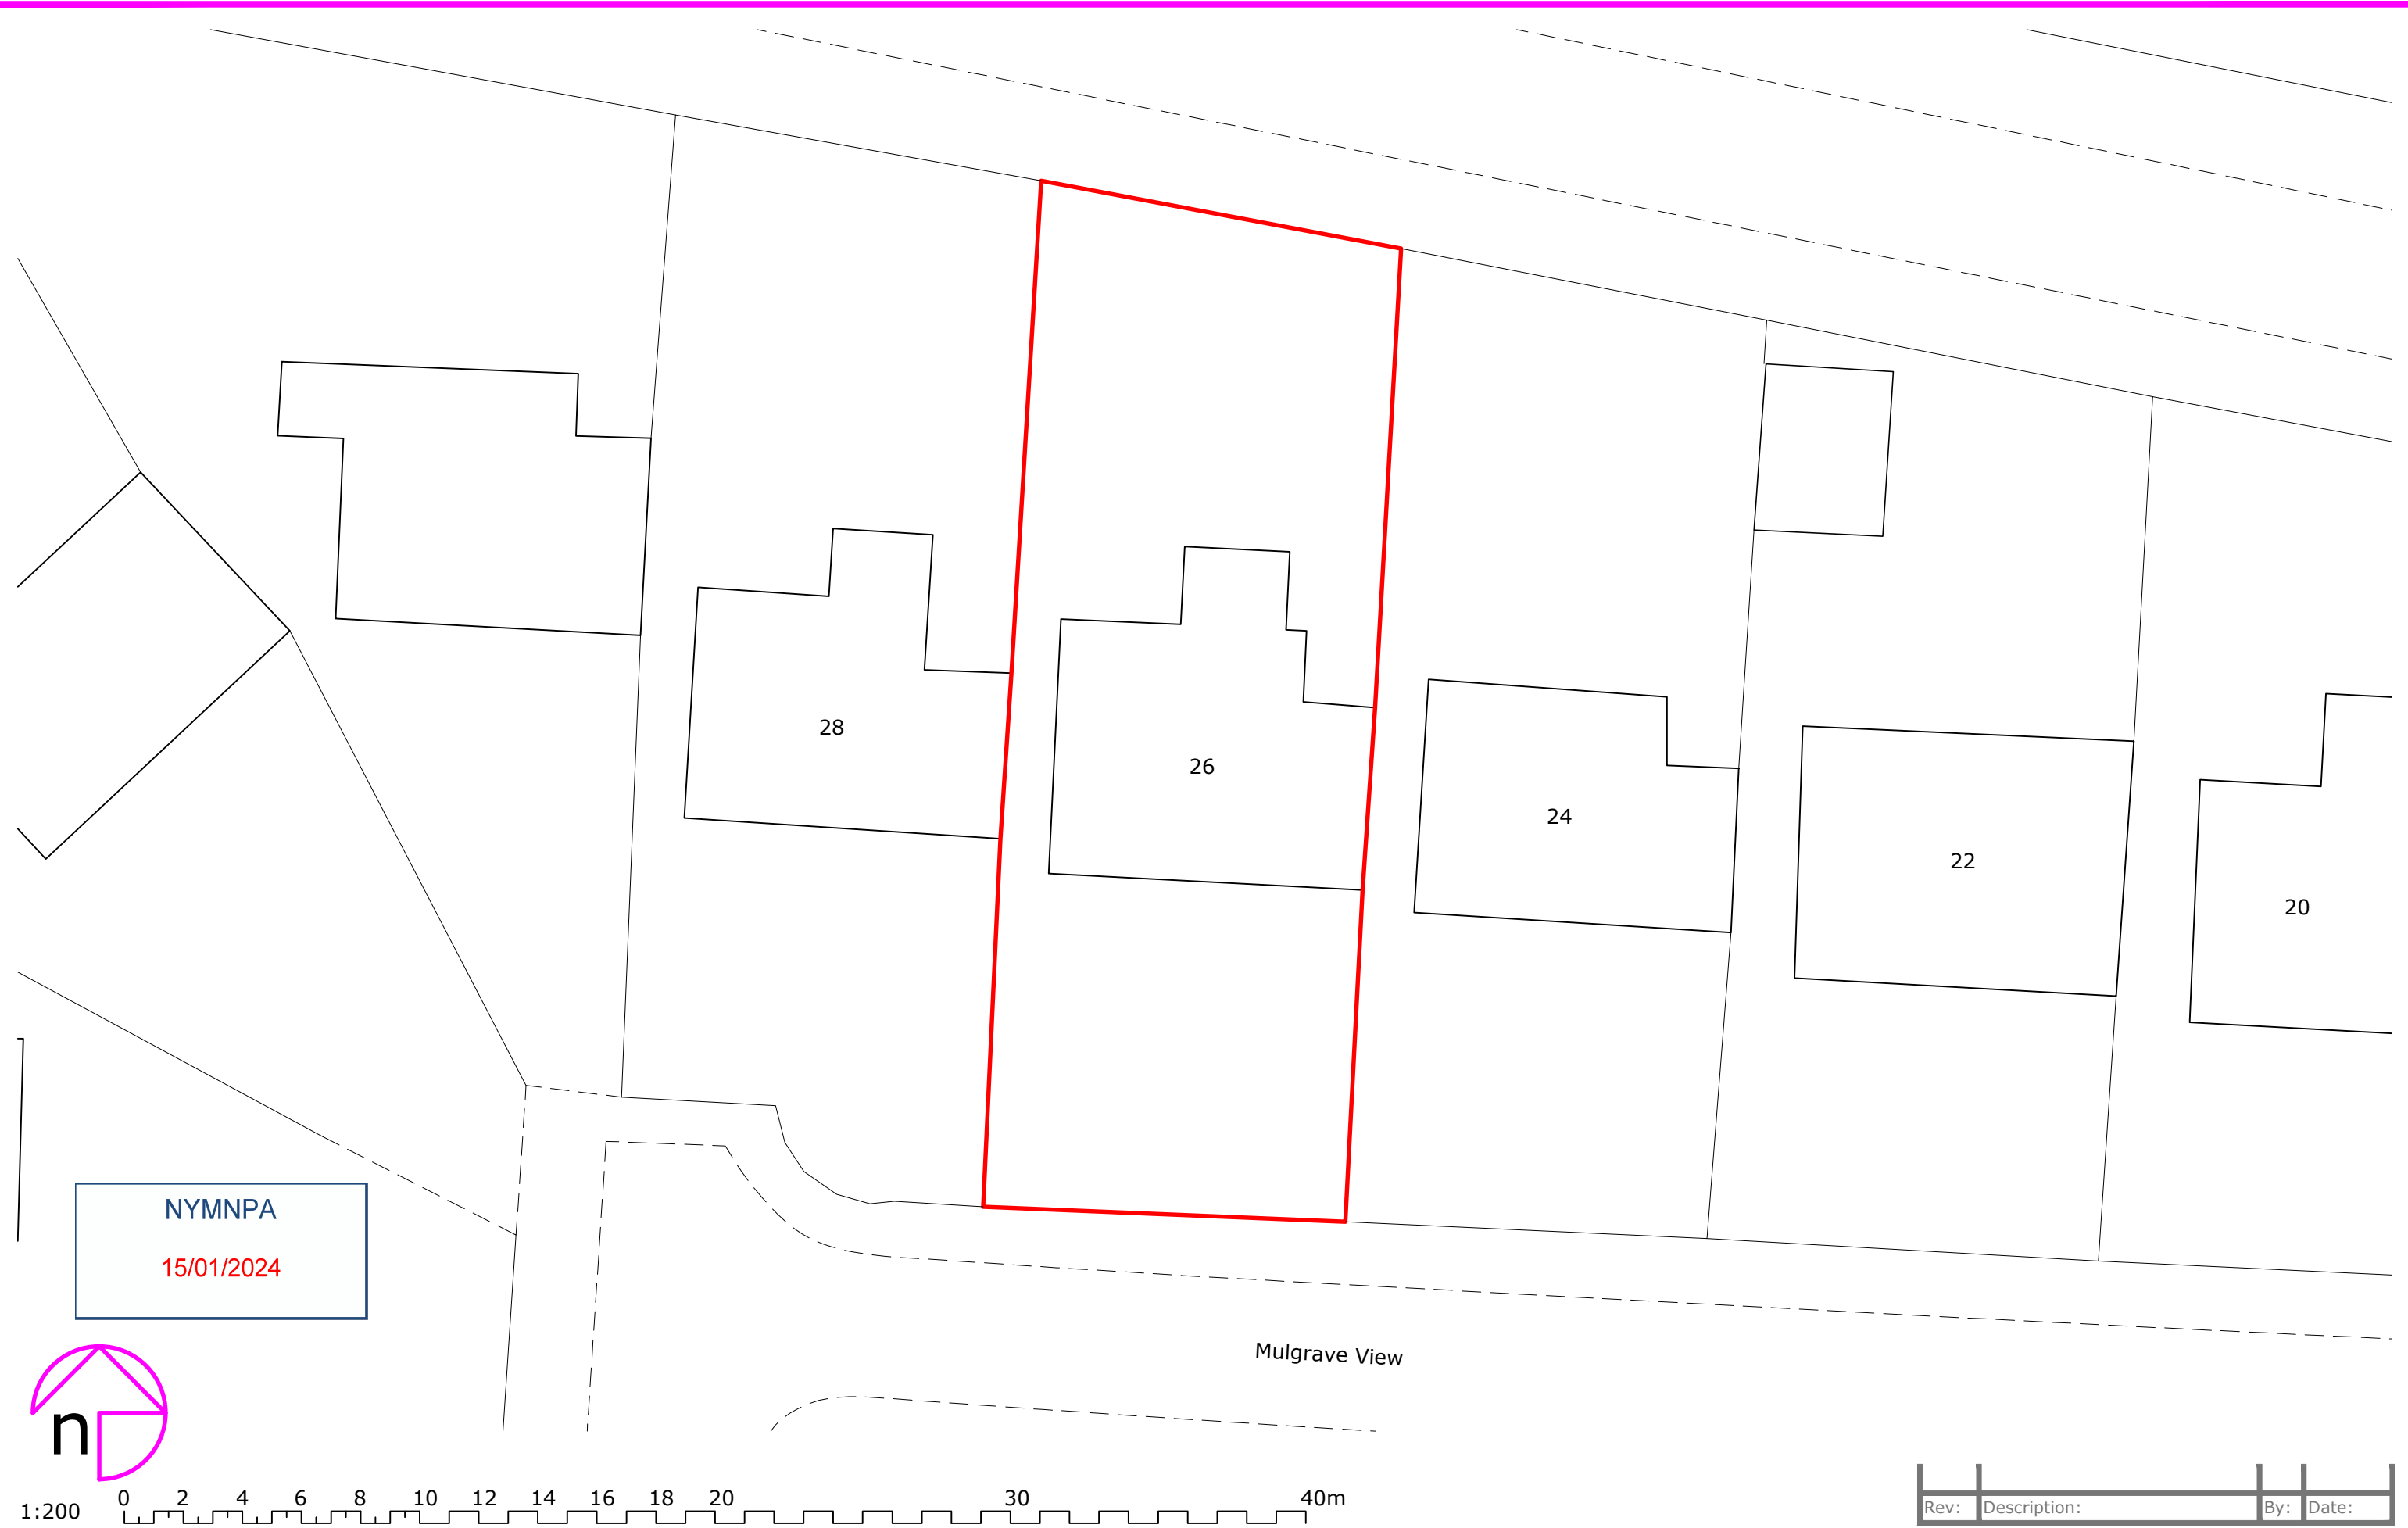 28
26
24
22
20
NYMNPA
15/01/2024
Mulgrave View
n
1:200 0 2 4 6 8 10 12 14 16 18 20 30 40m
Rev: Description: By: Date: